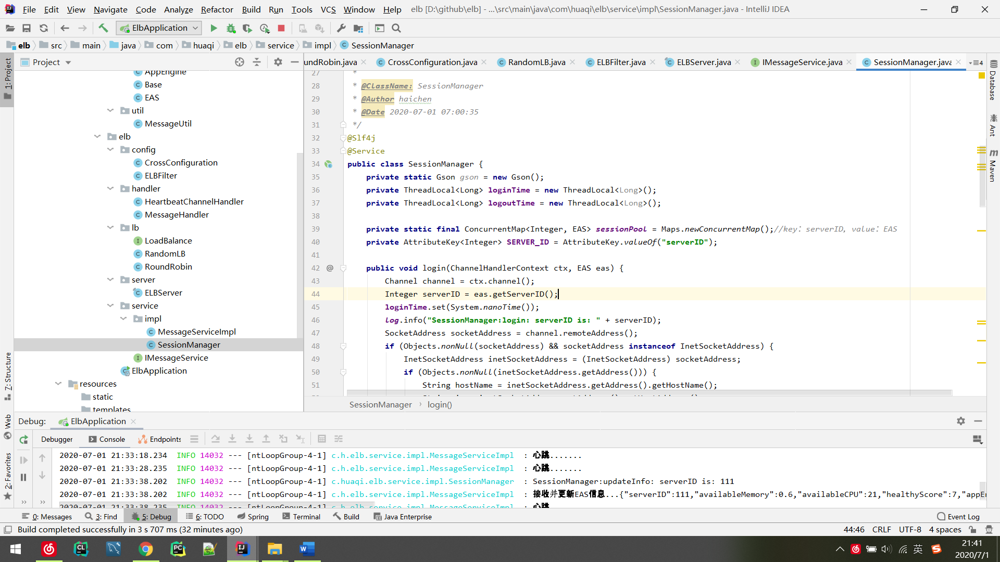 File Edit View Navigate Code Analyze Refactor Build Run Tools VCS Window Help elb [D:\github\elb] - ...\src\main\java\com\huaqi\elb\service\impl\SessionManager.java - IntelliJ IDEA
ElbApplication
elb src main java com huaqi elb service impl SessionManager
Project
undRobin.java CrossConfiguration.java RandomLB.java ELBFilter.java ELBServer.java IMessageService.java SessionManager.java 4
1: Project
7: Structure
Web
2: Favorites
AppEngine
Base
EAS
util
MessageUtil
elb
config
CrossConfiguration
ELBFilter
handler
HeartbeatChannelHandler
MessageHandler
lb
LoadBalance
RandomLB
RoundRobin
server
ELBServer
service
impl
MessageServiceImpl
SessionManager
IMessageService
ElbApplication
resources
static
templates
27 *
28 * @ClassName: SessionManager
29 * @Author haichen
30 * @Date 2020-07-01 07:00:35
31 */
32 @Slf4j
33 @Service
34 public class SessionManager {
35 private static Gson gson = new Gson();
36 private ThreadLocal<Long> loginTime = new ThreadLocal<Long>();
37 private ThreadLocal<Long> logoutTime = new ThreadLocal<Long>();
38
39 private static final ConcurrentMap<Integer, EAS> sessionPool = Maps.newConcurrentMap();//key：serverID, value：EAS
40 private AttributeKey<Integer> SERVER_ID = AttributeKey.valueOf("serverID");
41
42 @ public void login(ChannelHandlerContext ctx, EAS eas) {
43 Channel channel = ctx.channel();
44 Integer serverID = eas.getServerID();
45 loginTime.set(System.nanoTime());
46 log.info("SessionManager:login: serverID is: " + serverID);
47 SocketAddress socketAddress = channel.remoteAddress();
48 if (Objects.nonNull(socketAddress) && socketAddress instanceof InetSocketAddress) {
49 InetSocketAddress inetSocketAddress = (InetSocketAddress) socketAddress;
50 if (Objects.nonNull(inetSocketAddress.getAddress())) {
51 String hostName = inetSocketAddress.getAddress().getHostName();
SessionManager › login()
Database
Ant
Maven
Debug: ElbApplication
Debugger Console Endpoints
2020-07-01 21:33:18.234 INFO 14032 --- [ntLoopGroup-4-1] c.h.elb.service.impl.MessageServiceImpl : 心跳.......
2020-07-01 21:33:28.235 INFO 14032 --- [ntLoopGroup-4-1] c.h.elb.service.impl.MessageServiceImpl : 心跳.......
2020-07-01 21:33:38.202 INFO 14032 --- [ntLoopGroup-4-1] c.huaqi.elb.service.impl.SessionManager : SessionManager:updateInfo: serverID is: 111
2020-07-01 21:33:38.202 INFO 14032 --- [ntLoopGroup-4-1] c.h.elb.service.impl.MessageServiceImpl : 接收并更新EAS信息...{"serverID":111,"availableMemory":0.6,"availableCPU":21,"healthyScore":7,"appEn
2020-07-01 21:33:38.235 INFO 14032 --- [ntLoopGroup-4-1] c.h.elb.service.impl.MessageServiceImpl : 心跳
0: Messages 3: Find 5: Debug 6: TODO Spring Terminal Build Java Enterprise Event Log
Build completed successfully in 3 s 707 ms (32 minutes ago) 44:46 CRLF UTF-8 4 spaces
英
21:41
2020/7/1